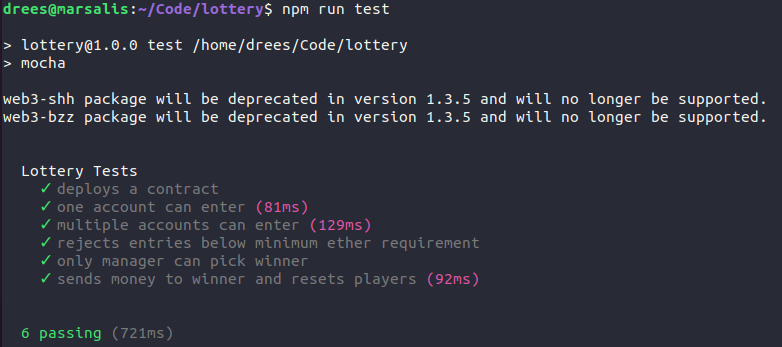 drees@marsalis:~/Code/lottery$ npm run test
> lottery@1.0.0 test /home/drees/Code/lottery
> mocha
web3-shh package will be deprecated in version 1.3.5 and will no longer be supported.
web3-bzz package will be deprecated in version 1.3.5 and will no longer be supported.
Lottery Tests
✓ deploys a contract
✓ one account can enter (81ms)
✓ multiple accounts can enter (129ms)
✓ rejects entries below minimum ether requirement
✓ only manager can pick winner
✓ sends money to winner and resets players (92ms)
6 passing (721ms)